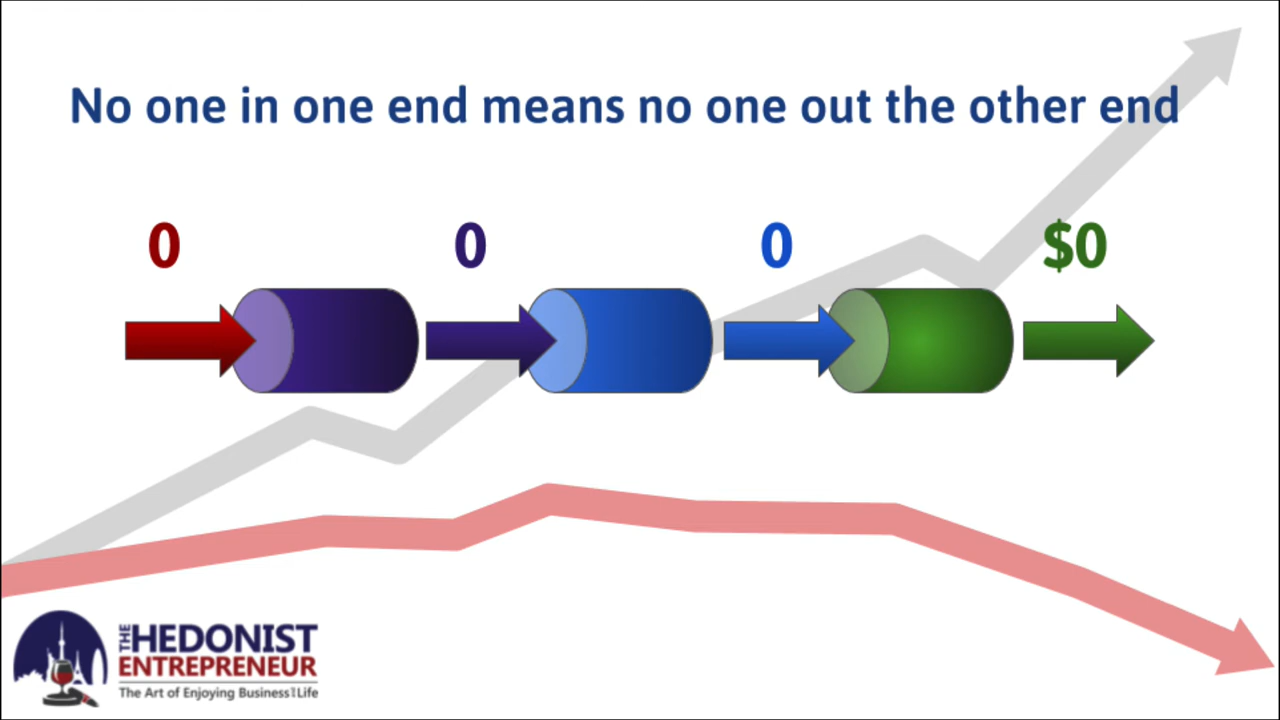 No one in one end means no one out the other end
0 0 0 $0
THE HEDONIST
ENTREPRENEUR
The Art of Enjoying Business and Life